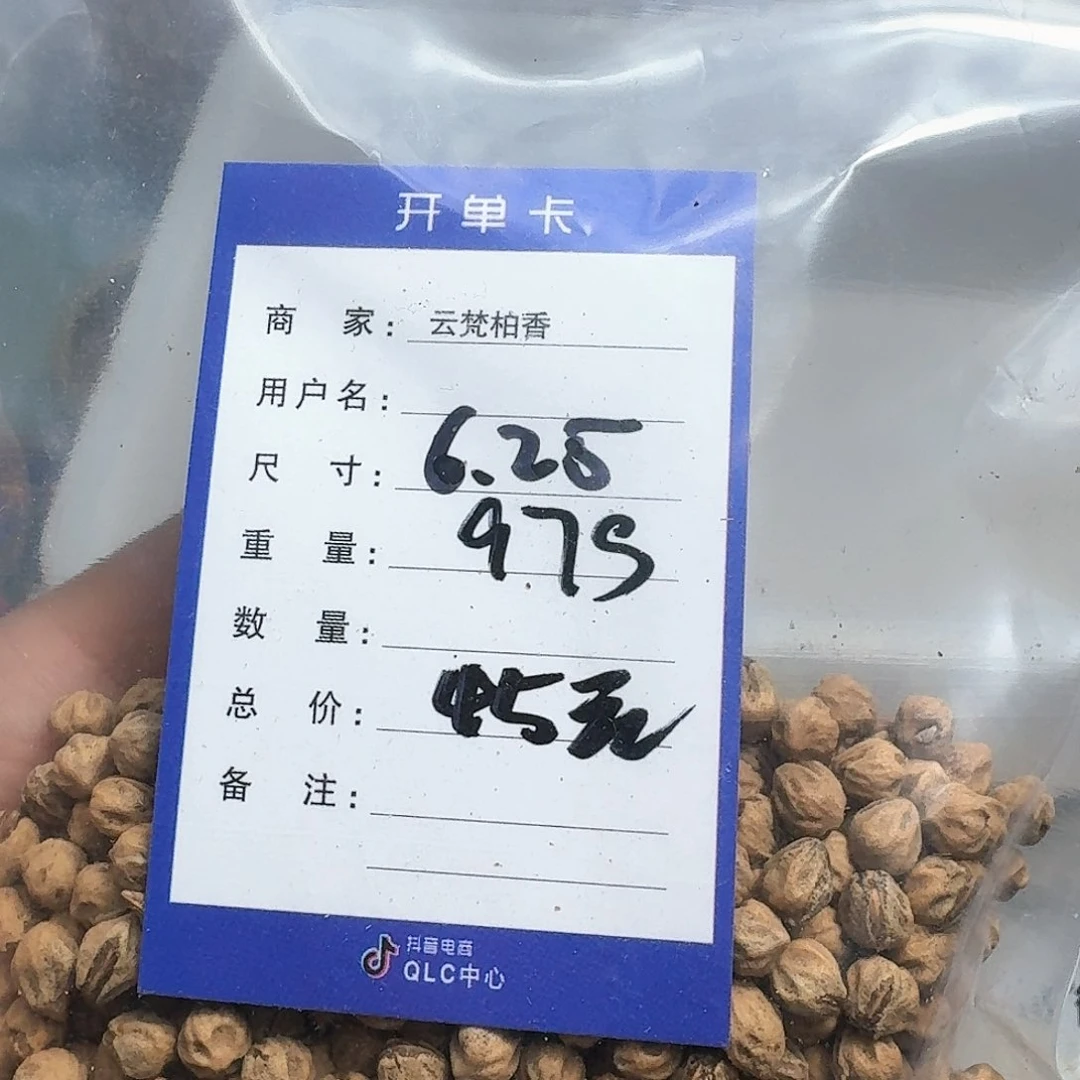 开单卡
商家：云梵柏香
用户名：
尺寸：6.25
重量：97g
数量：
总价：45元
备注：
抖音电商
QLC中心